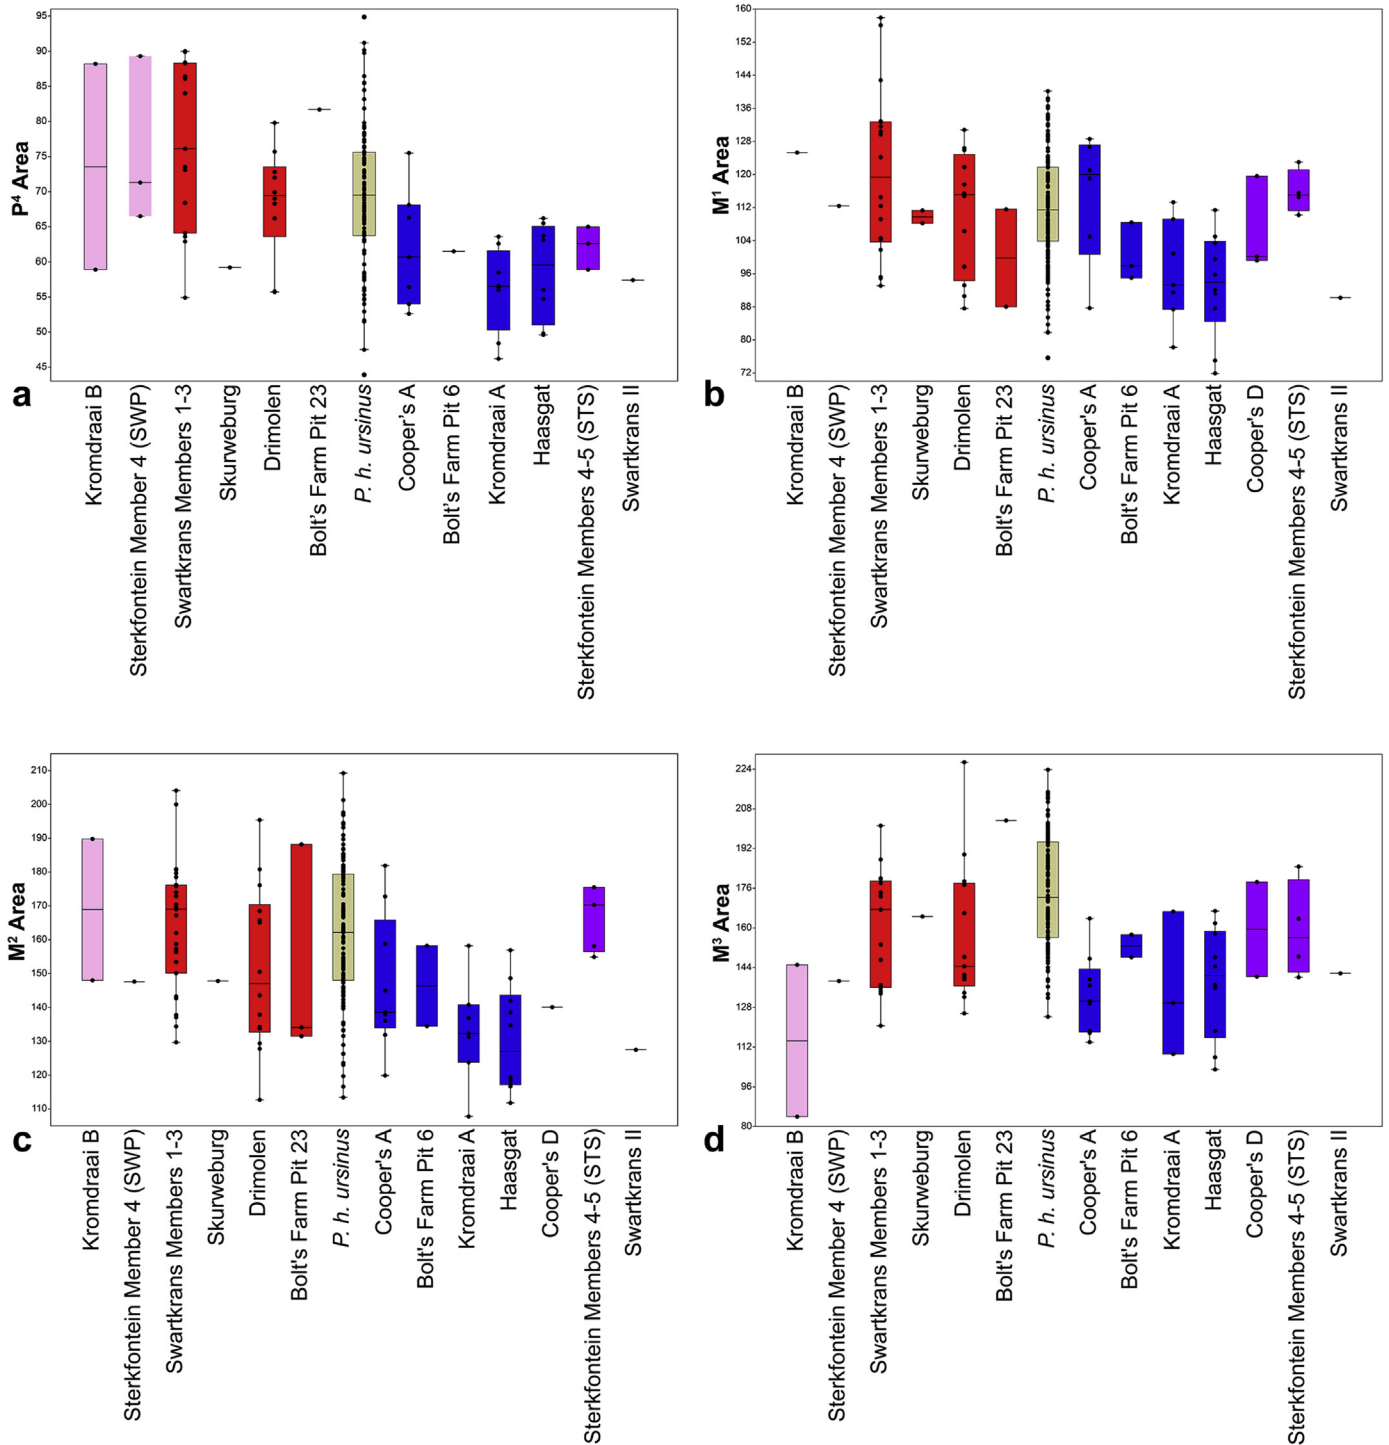 P4 Area
95
90
85
80
75
70
65
60
55
50
45
a
Kromdraai B
Sterkfontein Member 4 (SWP)
Swartkrans Members 1-3
Skurweburg
Drimolen
Bolt's Farm Pit 23
P. h. ursinus
Cooper's A
Bolt's Farm Pit 6
Kromdraai A
Haasgat
Sterkfontein Members 4-5 (STS)
Swartkrans II
M1 Area
160
152
144
136
128
120
112
104
96
88
80
72
b
Kromdraai B
Sterkfontein Member 4 (SWP)
Swartkrans Members 1-3
Skurweburg
Drimolen
Bolt's Farm Pit 23
P. h. ursinus
Cooper's A
Bolt's Farm Pit 6
Kromdraai A
Haasgat
Cooper's D
Sterkfontein Members 4-5 (STS)
Swartkrans II
M2 Area
210
200
190
180
170
160
150
140
130
120
110
c
Kromdraai B
Sterkfontein Member 4 (SWP)
Swartkrans Members 1-3
Skurweburg
Drimolen
Bolt's Farm Pit 23
P. h. ursinus
Cooper's A
Bolt's Farm Pit 6
Kromdraai A
Haasgat
Cooper's D
Sterkfontein Members 4-5 (STS)
Swartkrans II
M3 Area
224
208
192
176
160
144
128
112
96
80
d
Kromdraai B
Sterkfontein Member 4 (SWP)
Swartkrans Members 1-3
Skurweburg
Drimolen
Bolt's Farm Pit 23
P. h. ursinus
Cooper's A
Bolt's Farm Pit 6
Kromdraai A
Haasgat
Cooper's D
Sterkfontein Members 4-5 (STS)
Swartkrans II